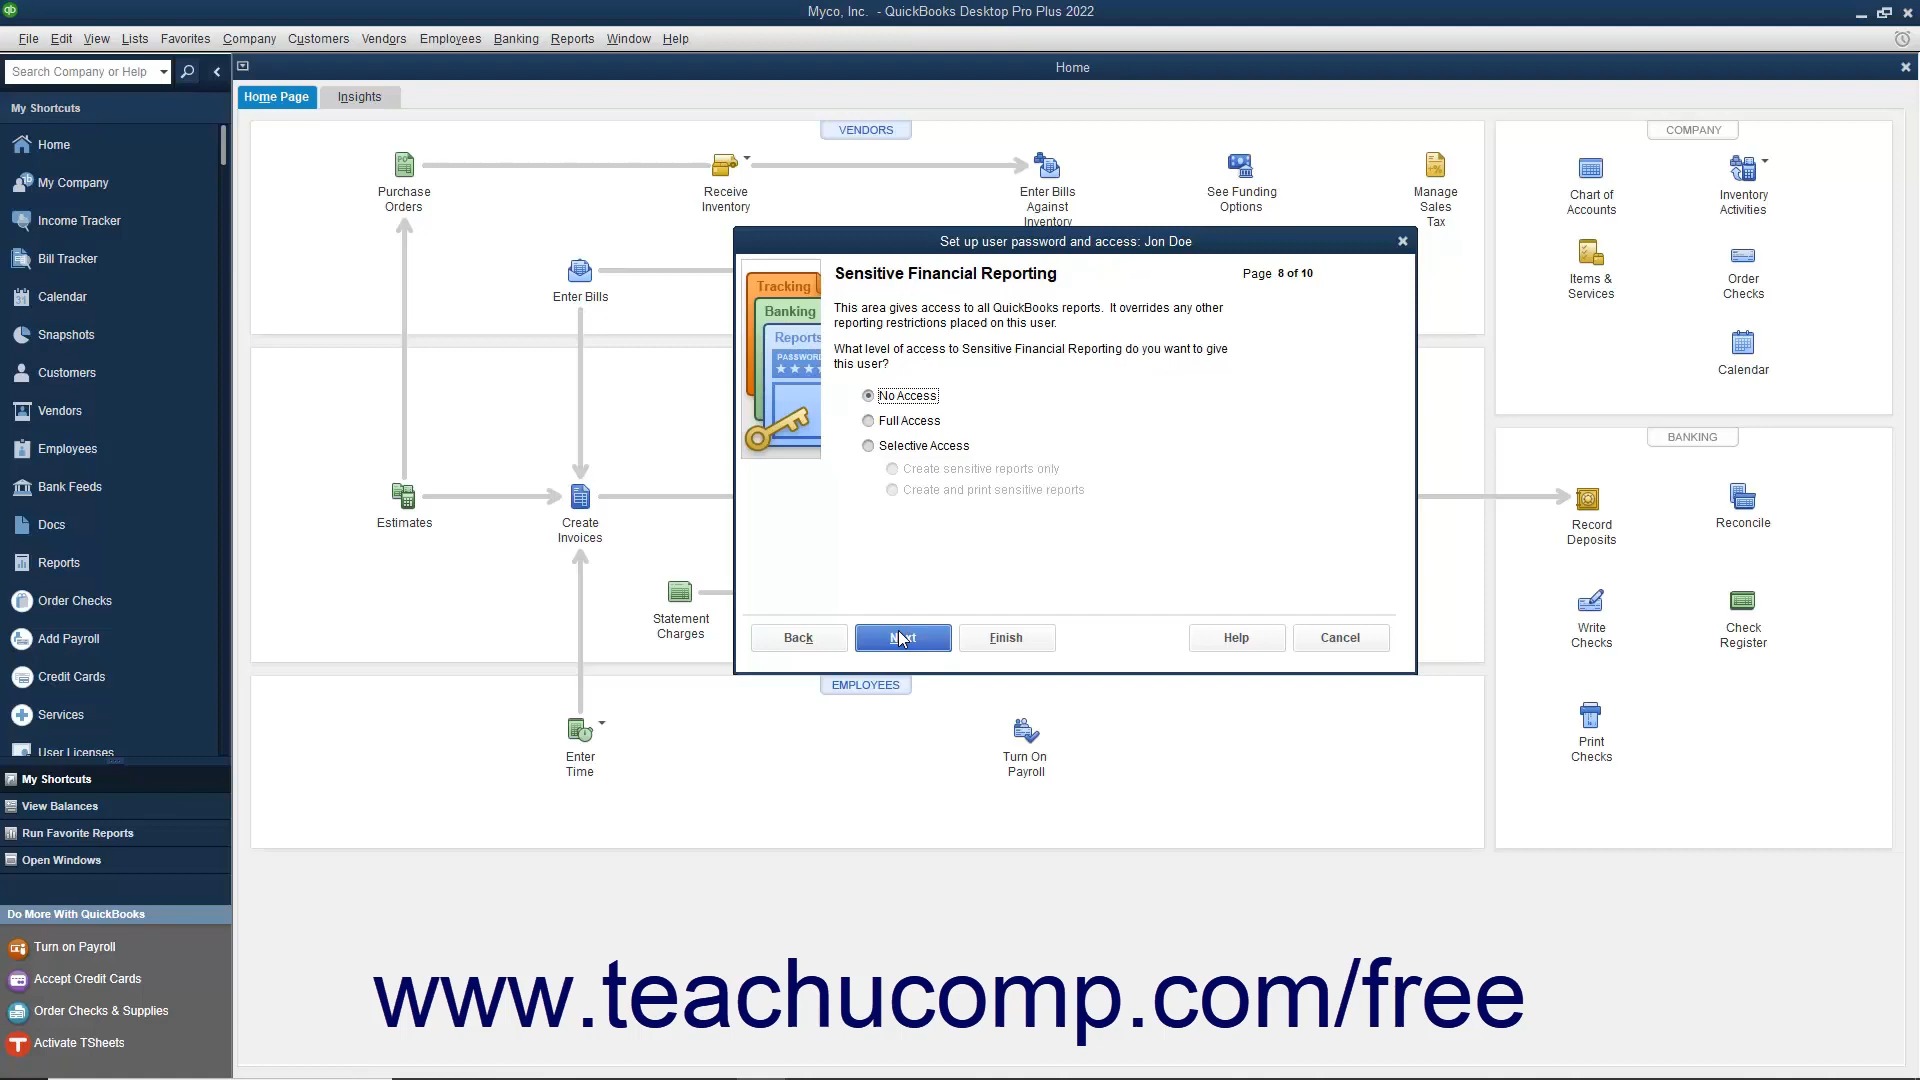 Myco, Inc. - QuickBooks Desktop Pro Plus 2022
File Edit View Lists Favorites Company Customers Vendors Employees Banking Reports Window Help
Search Company or Help
Home
Home Page Insights
My Shortcuts
Home
My Company
Income Tracker
Bill Tracker
Calendar
Snapshots
Customers
Vendors
Employees
Bank Feeds
Docs
Reports
Order Checks
Add Payroll
Credit Cards
Services
User Licenses
My Shortcuts
View Balances
Run Favorite Reports
Open Windows
Do More With QuickBooks
Turn on Payroll
Accept Credit Cards
Order Checks & Supplies
Activate TSheets
VENDORS
Purchase
Orders
Receive
Inventory
Enter Bills
Against
Inventory
See Funding
Options
Manage
Sales
Tax
Enter Bills
Estimates
Create
Invoices
Statement
Charges
EMPLOYEES
Enter
Time
Turn On
Payroll
COMPANY
Chart of
Accounts
Inventory
Activities
Items &
Services
Order
Checks
Calendar
BANKING
Record
Deposits
Reconcile
Write
Checks
Check
Register
Print
Checks
Set up user password and access: Jon Doe
Tracking
Banking
Reports
PASSWORD
Sensitive Financial Reporting
Page 8 of 10
This area gives access to all QuickBooks reports. It overrides any other
reporting restrictions placed on this user.
What level of access to Sensitive Financial Reporting do you want to give
this user?
No Access
Full Access
Selective Access
Create sensitive reports only
Create and print sensitive reports
Back Next Finish Help Cancel
www.teachucomp.com/free